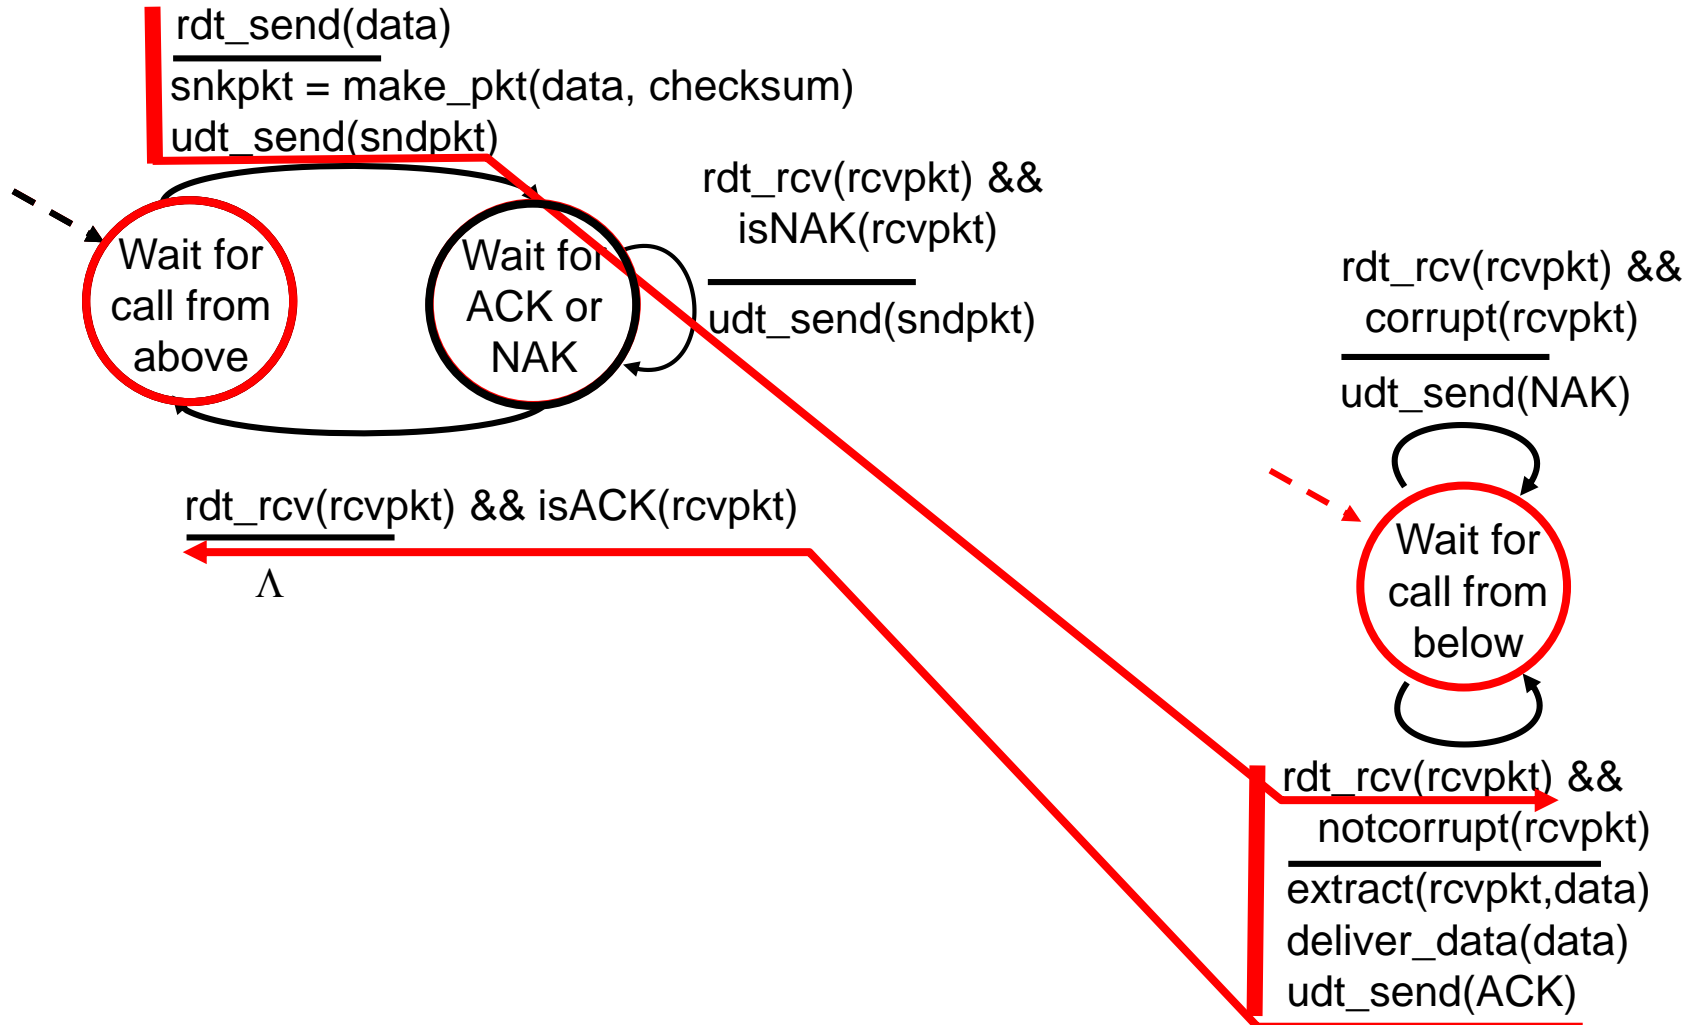 rdt_send(data)
snkpkt = make_pkt(data, checksum)
udt_send(sndpkt)
Wait for
call from
above
Wait for
ACK or
NAK
rdt_rcv(rcvpkt) &&
isNAK(rcvpkt)
udt_send(sndpkt)
rdt_rcv(rcvpkt) && isACK(rcvpkt)
Λ
rdt_rcv(rcvpkt) &&
corrupt(rcvpkt)
udt_send(NAK)
Wait for
call from
below
rdt_rcv(rcvpkt) &&
notcorrupt(rcvpkt)
extract(rcvpkt,data)
deliver_data(data)
udt_send(ACK)